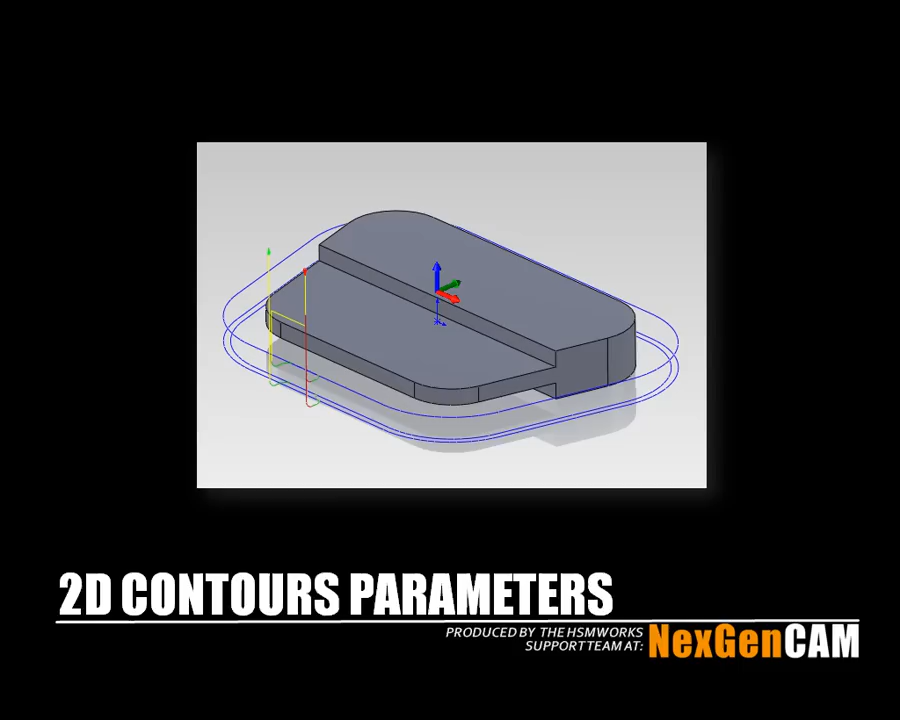 2D CONTOURS PARAMETERS
PRODUCED BY THE HSMWORKS
SUPPORT TEAM AT:
NexGenCAM